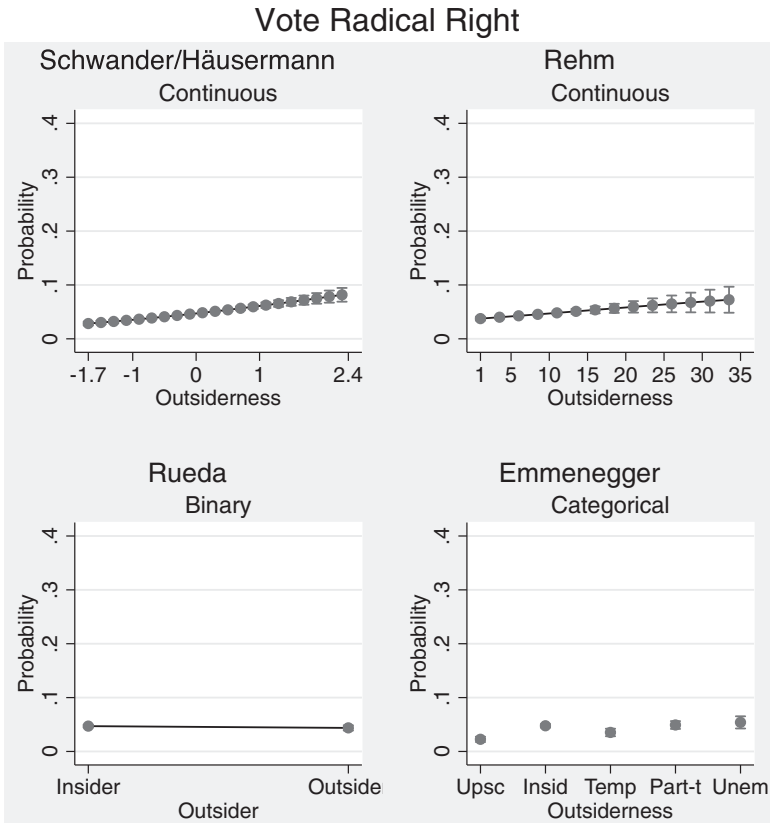 Vote Radical Right
Schwander/Häusermann
Continuous
Probability
.4
.3
.2
.1
0
-1.7 -1 0 1 2.4
Outsiderness
Rehm
Continuous
Probability
.4
.3
.2
.1
0
1 5 10 15 20 25 30 35
Outsiderness
Rueda
Binary
Probability
.4
.3
.2
.1
0
Insider Outside
Outsider
Emmenegger
Categorical
Probability
.4
.3
.2
.1
0
Upsc Insid Temp Part-t Unem
Outsiderness